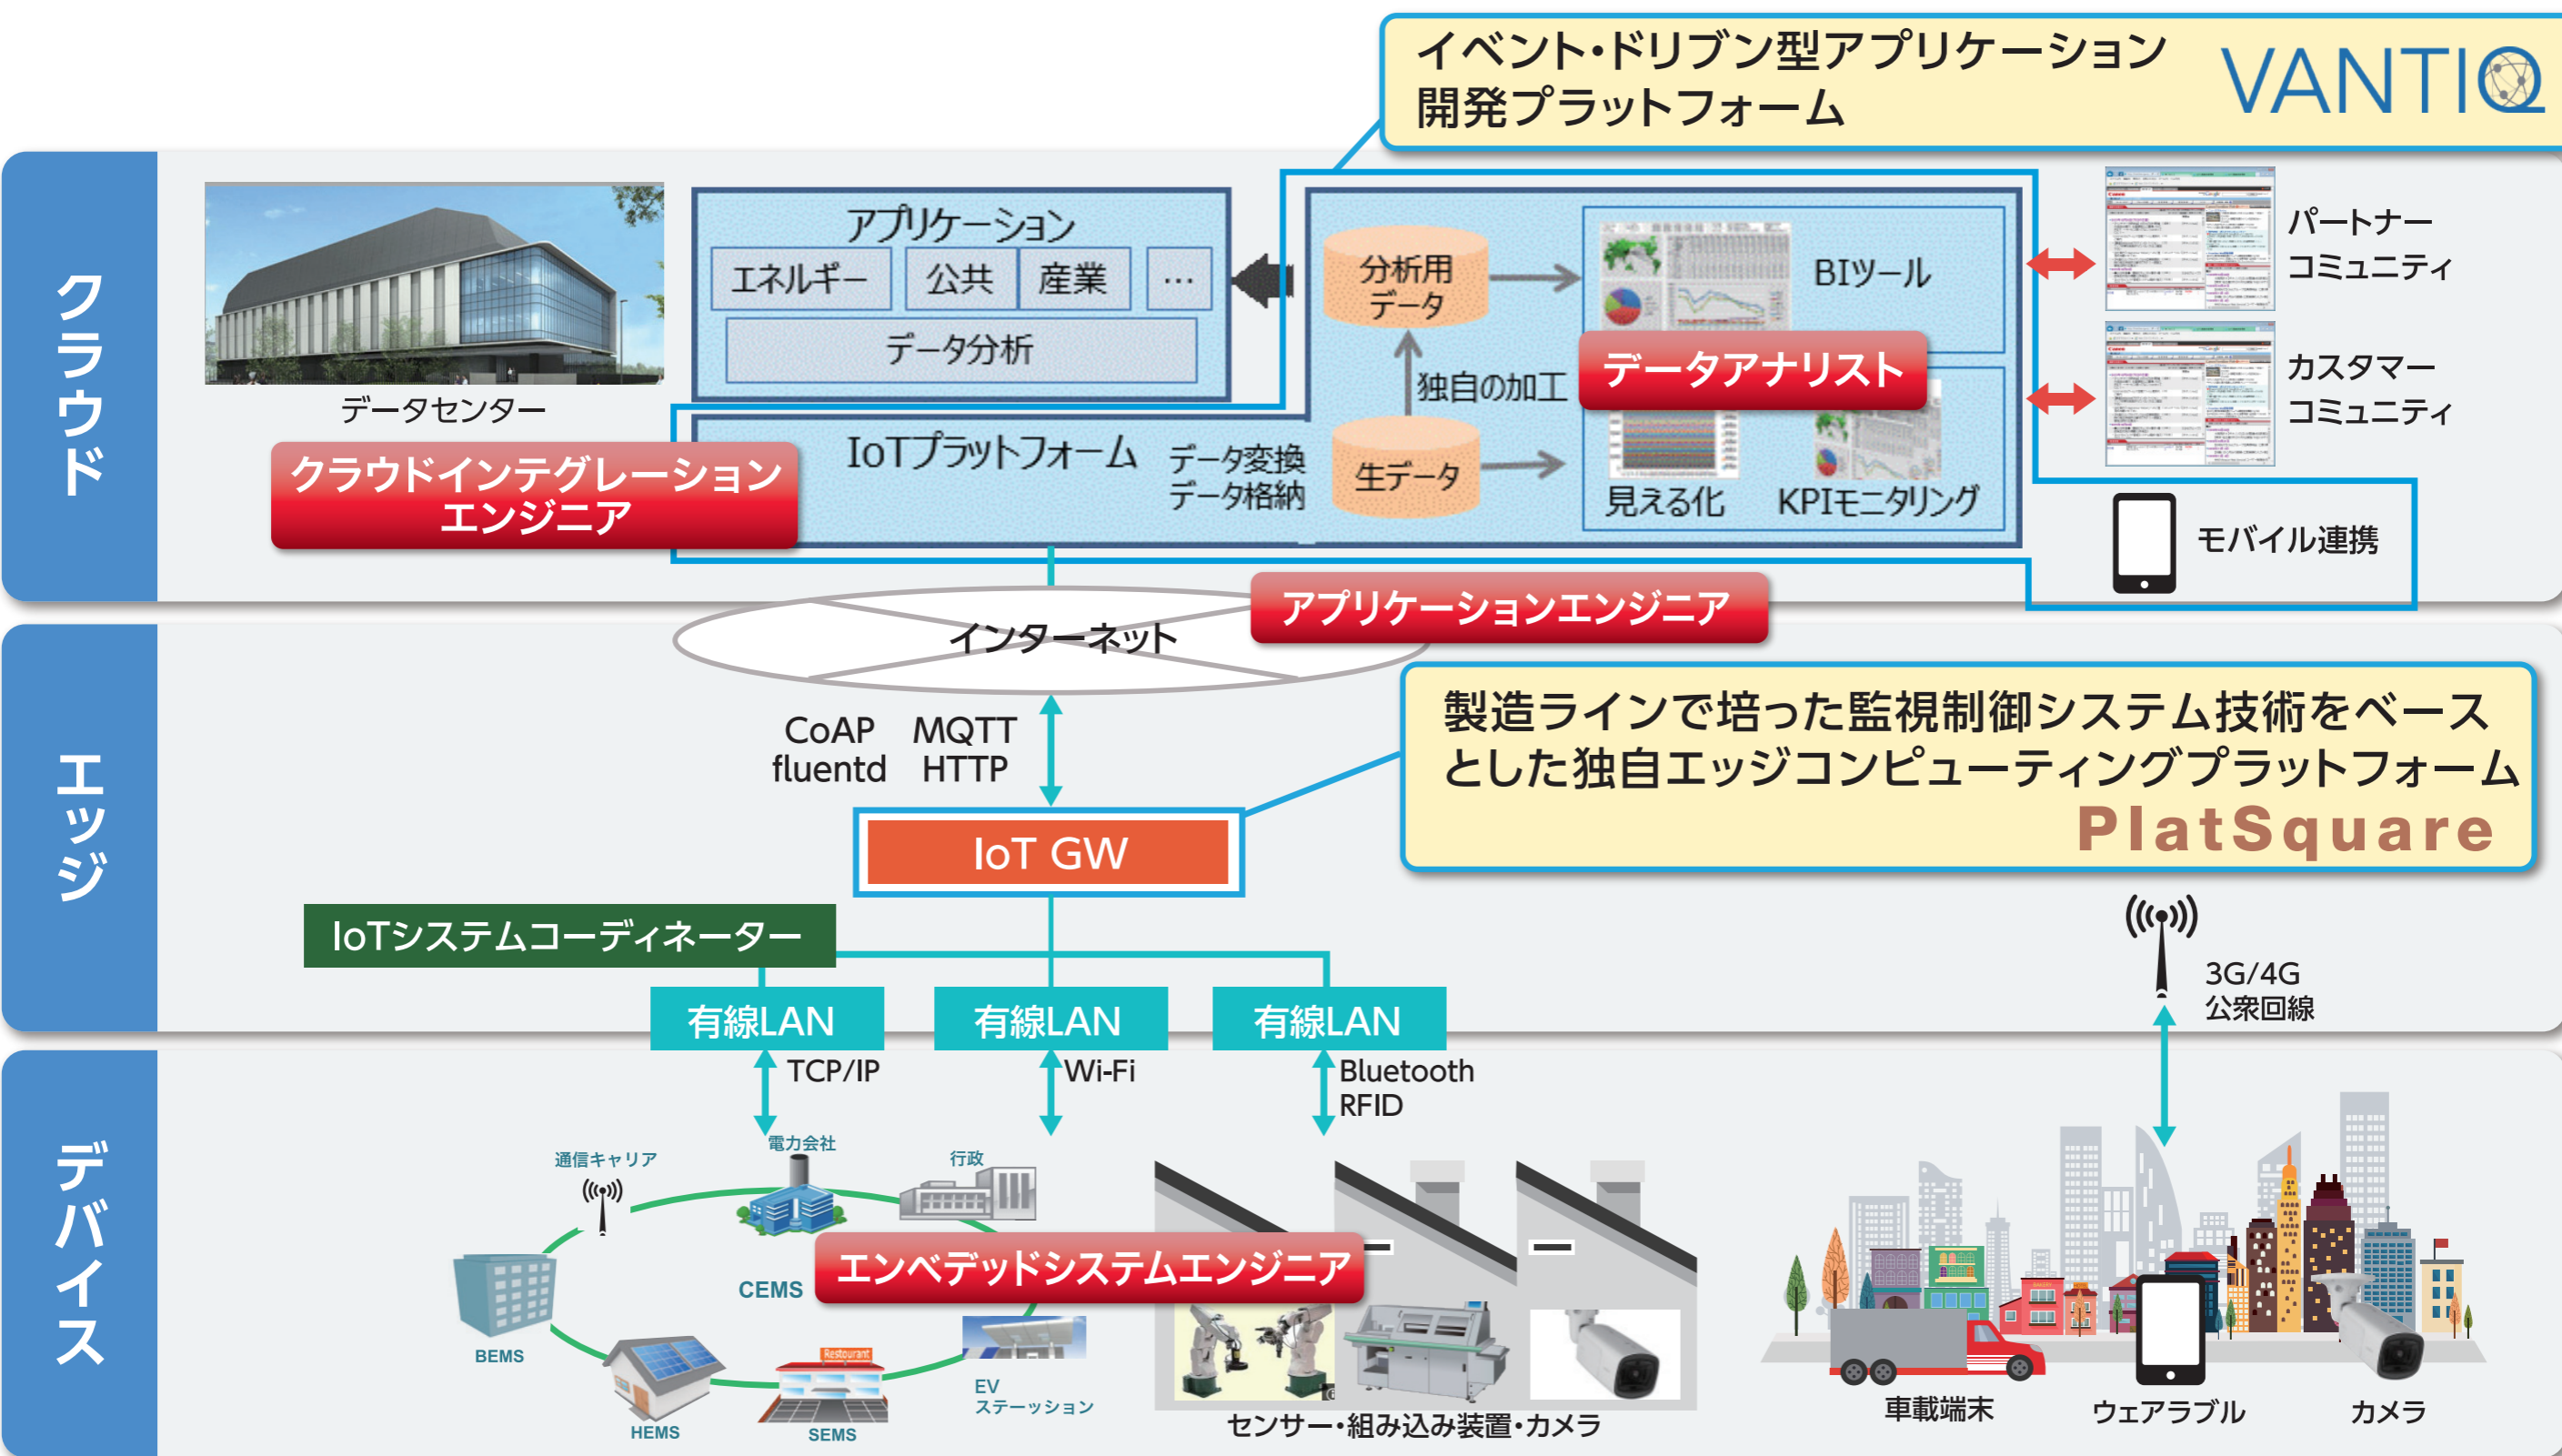 イベント・ドリブン型アプリケーション
開発プラットフォーム
VANTIQ
クラウド
データセンター
アプリケーション
エネルギー
公共
産業
…
データ分析
IoTプラットフォーム
データ変換
データ格納
分析用
データ
独自の加工
生データ
BIツール
データアナリスト
見える化
KPIモニタリング
パートナー
コミュニティ
カスタマー
コミュニティ
モバイル連携
クラウドインテグレーション
エンジニア
アプリケーションエンジニア
インターネット
エッジ
CoAP MQTT
fluentd HTTP
製造ラインで培った監視制御システム技術をベース
とした独自エッジコンピューティングプラットフォーム
PlatSquare
IoT GW
IoTシステムコーディネーター
有線LAN
有線LAN
有線LAN
3G/4G
公衆回線
デバイス
TCP/IP
Wi-Fi
Bluetooth
RFID
通信キャリア
電力会社
行政
CEMS
エンベデッドシステムエンジニア
BEMS
HEMS
Restourant
SEMS
EV
ステーッション
センサー・組み込み装置・カメラ
車載端末
ウェアラブル
カメラ